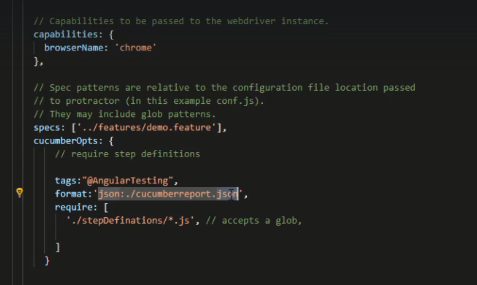 // Capabilities to be passed to the webdriver instance.
capabilities: {
browserName: 'chrome'
},
// Spec patterns are relative to the configuration file location passed
// to protractor (in this example conf.js).
// They may include glob patterns.
specs: ['../features/demo.feature'],
cucumberOpts: {
// require step definitions
tags:"@AngularTesting",
format:'json:./cucumberreport.json',
require: [
'./stepDefinations/*.js', // accepts a glob,
]
}